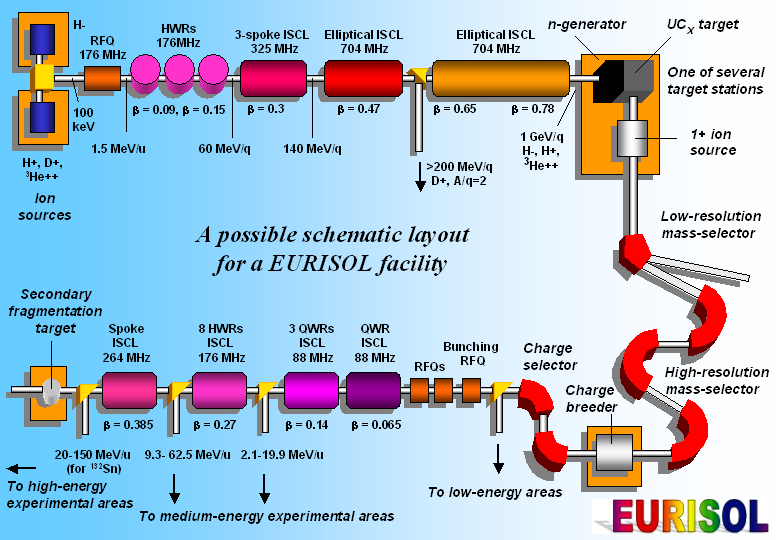 H-
RFQ
176 MHz
HWRs
176MHz
3-spoke ISCL
325 MHz
Elliptical ISCL
704 MHz
Elliptical ISCL
704 MHz
n-generator
UCx target
One of several
target stations
100
keV
β = 0.09, β = 0.15
β = 0.3
β = 0.47
β = 0.65
β = 0.78
1+ ion
source
1.5 MeV/u
60 MeV/q
140 MeV/q
>200 MeV/q
D+, A/q=2
1 GeV/q
H-, H+,
³He++
H+, D+,
³He++
Ion
sources
A possible schematic layout
for a EURISOL facility
Low-resolution
mass-selector
Secondary
fragmentation
target
Spoke
ISCL
264 MHz
8 HWRs
ISCL
176 MHz
3 QWRs
ISCL
88 MHz
QWR
ISCL
88 MHz
RFQs
Bunching
RFQ
Charge
selector
Charge
breeder
High-resolution
mass-selector
β = 0.385
β = 0.27
β = 0.14
β = 0.065
20-150 MeV/u
(for ¹³²Sn)
9.3- 62.5 MeV/u
2.1-19.9 MeV/u
To high-energy
experimental areas
To medium-energy experimental areas
To low-energy areas
EURISOL